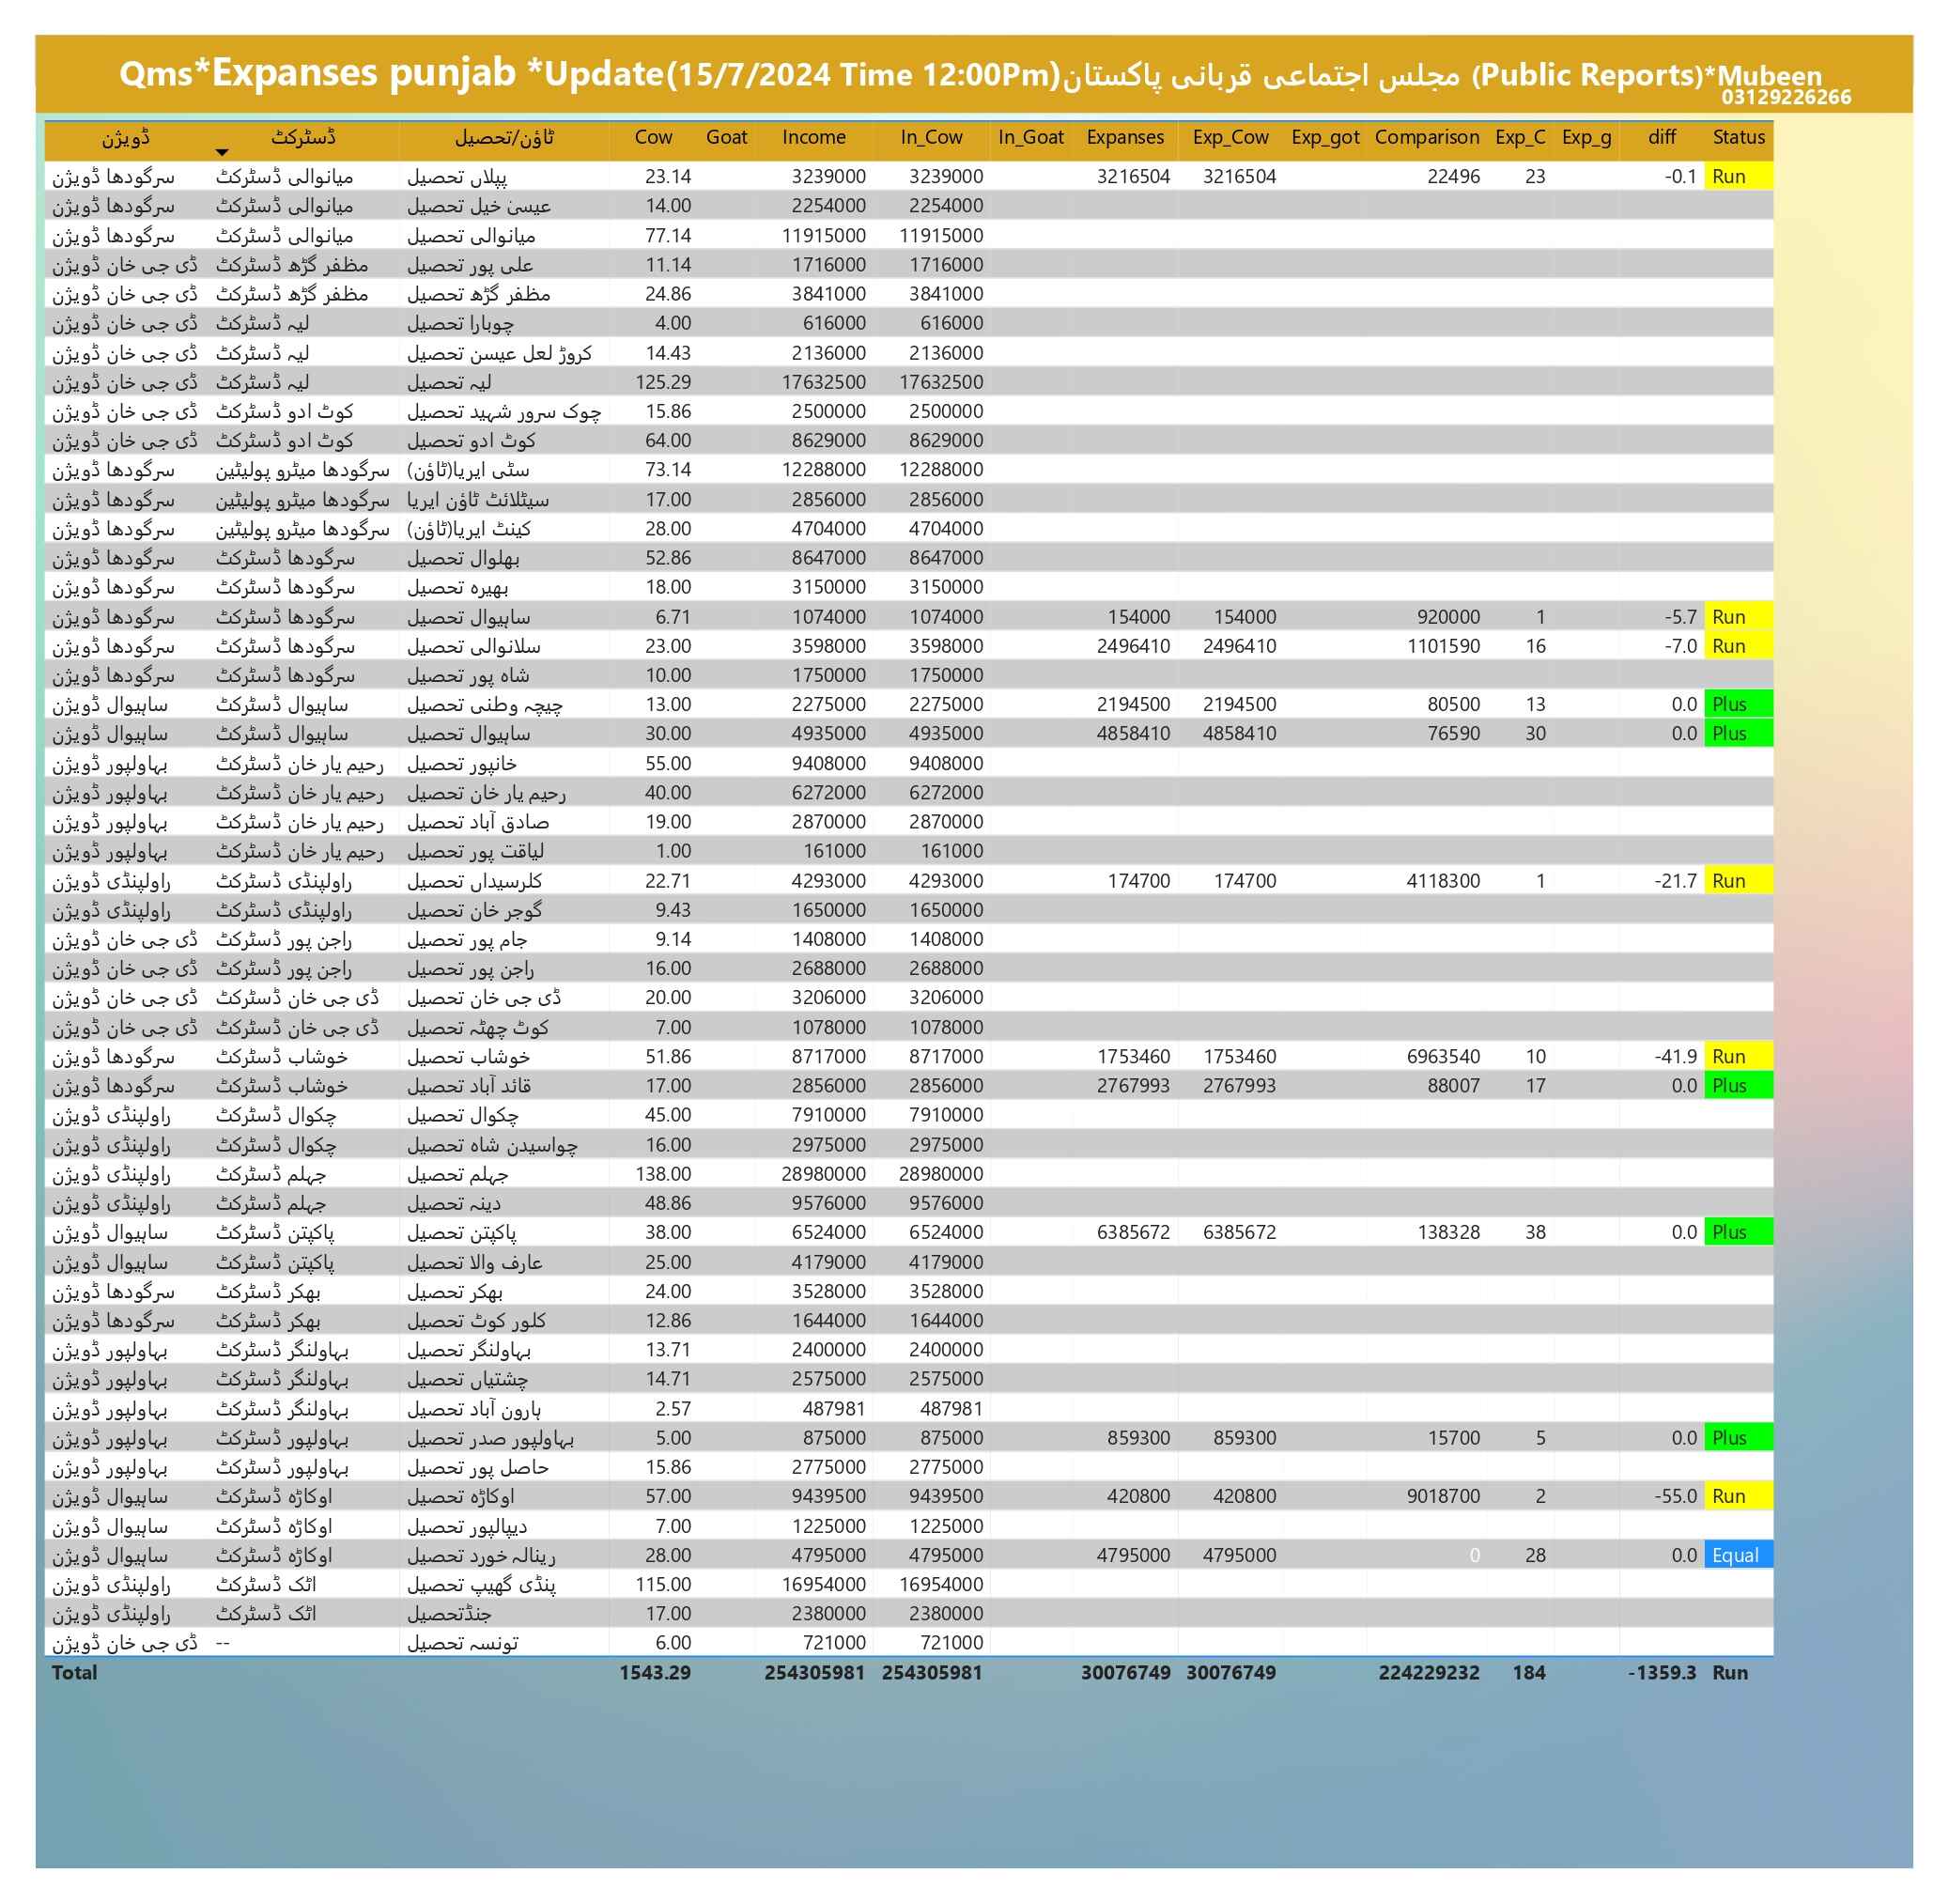 Qms*Expanses punjab *Update(15/7/2024 Time 12:00Pm)مجلس اجتماعی قربانی پاکستان (Public Reports)*Mubeen
03129226266
ڈویژن ڈسٹرکٹ ٹاؤن/تحصیل Cow Goat Income In_Cow In_Goat Expanses Exp_Cow Exp_got Comparison Exp_C Exp_g diff Status
سرگودھا ڈویژن میانوالی ڈسٹرکٹ پپلاں تحصیل 23.14 3239000 3239000 3216504 3216504 22496 23 -0.1 Run
سرگودھا ڈویژن میانوالی ڈسٹرکٹ عیسیٰ خیل تحصیل 14.00 2254000 2254000
سرگودھا ڈویژن میانوالی ڈسٹرکٹ میانوالی تحصیل 77.14 11915000 11915000
ڈی جی خان ڈویژن مظفر گڑھ ڈسٹرکٹ علی پور تحصیل 11.14 1716000 1716000
ڈی جی خان ڈویژن مظفر گڑھ ڈسٹرکٹ مظفر گڑھ تحصیل 24.86 3841000 3841000
ڈی جی خان ڈویژن لیہ ڈسٹرکٹ چوبارا تحصیل 4.00 616000 616000
ڈی جی خان ڈویژن لیہ ڈسٹرکٹ کروڑ لعل عیسن تحصیل 14.43 2136000 2136000
ڈی جی خان ڈویژن لیہ ڈسٹرکٹ لیہ تحصیل 125.29 17632500 17632500
ڈی جی خان ڈویژن کوٹ ادو ڈسٹرکٹ چوک سرور شہید تحصیل 15.86 2500000 2500000
ڈی جی خان ڈویژن کوٹ ادو ڈسٹرکٹ کوٹ ادو تحصیل 64.00 8629000 8629000
سرگودھا ڈویژن سرگودھا میٹرو پولیٹین سٹی ایریا(ٹاؤن) 73.14 12288000 12288000
سرگودھا ڈویژن سرگودھا میٹرو پولیٹین سیٹلائٹ ٹاؤن ایریا 17.00 2856000 2856000
سرگودھا ڈویژن سرگودھا میٹرو پولیٹین کینٹ ایریا(ٹاؤن) 28.00 4704000 4704000
سرگودھا ڈویژن سرگودھا ڈسٹرکٹ بھلوال تحصیل 52.86 8647000 8647000
سرگودھا ڈویژن سرگودھا ڈسٹرکٹ بھیرہ تحصیل 18.00 3150000 3150000
سرگودھا ڈویژن سرگودھا ڈسٹرکٹ ساہیوال تحصیل 6.71 1074000 1074000 154000 154000 920000 1 -5.7 Run
سرگودھا ڈویژن سرگودھا ڈسٹرکٹ سلانوالی تحصیل 23.00 3598000 3598000 2496410 2496410 1101590 16 -7.0 Run
سرگودھا ڈویژن سرگودھا ڈسٹرکٹ شاہ پور تحصیل 10.00 1750000 1750000
ساہیوال ڈویژن ساہیوال ڈسٹرکٹ چیچہ وطنی تحصیل 13.00 2275000 2275000 2194500 2194500 80500 13 0.0 Plus
ساہیوال ڈویژن ساہیوال ڈسٹرکٹ ساہیوال تحصیل 30.00 4935000 4935000 4858410 4858410 76590 30 0.0 Plus
بہاولپور ڈویژن رحیم یار خان ڈسٹرکٹ خانپور تحصیل 55.00 9408000 9408000
بہاولپور ڈویژن رحیم یار خان ڈسٹرکٹ رحیم یار خان تحصیل 40.00 6272000 6272000
بہاولپور ڈویژن رحیم یار خان ڈسٹرکٹ صادق آباد تحصیل 19.00 2870000 2870000
بہاولپور ڈویژن رحیم یار خان ڈسٹرکٹ لیاقت پور تحصیل 1.00 161000 161000
راولپنڈی ڈویژن راولپنڈی ڈسٹرکٹ کلرسیداں تحصیل 22.71 4293000 4293000 174700 174700 4118300 1 -21.7 Run
راولپنڈی ڈویژن راولپنڈی ڈسٹرکٹ گوجر خان تحصیل 9.43 1650000 1650000
ڈی جی خان ڈویژن راجن پور ڈسٹرکٹ جام پور تحصیل 9.14 1408000 1408000
ڈی جی خان ڈویژن راجن پور ڈسٹرکٹ راجن پور تحصیل 16.00 2688000 2688000
ڈی جی خان ڈویژن ڈی جی خان ڈسٹرکٹ ڈی جی خان تحصیل 20.00 3206000 3206000
ڈی جی خان ڈویژن ڈی جی خان ڈسٹرکٹ کوٹ چھٹہ تحصیل 7.00 1078000 1078000
سرگودھا ڈویژن خوشاب ڈسٹرکٹ خوشاب تحصیل 51.86 8717000 8717000 1753460 1753460 6963540 10 -41.9 Run
سرگودھا ڈویژن خوشاب ڈسٹرکٹ قائد آباد تحصیل 17.00 2856000 2856000 2767993 2767993 88007 17 0.0 Plus
راولپنڈی ڈویژن چکوال ڈسٹرکٹ چکوال تحصیل 45.00 7910000 7910000
راولپنڈی ڈویژن چکوال ڈسٹرکٹ چواسیدن شاہ تحصیل 16.00 2975000 2975000
راولپنڈی ڈویژن جہلم ڈسٹرکٹ جہلم تحصیل 138.00 28980000 28980000
راولپنڈی ڈویژن جہلم ڈسٹرکٹ دینہ تحصیل 48.86 9576000 9576000
ساہیوال ڈویژن پاکپتن ڈسٹرکٹ پاکپتن تحصیل 38.00 6524000 6524000 6385672 6385672 138328 38 0.0 Plus
ساہیوال ڈویژن پاکپتن ڈسٹرکٹ عارف والا تحصیل 25.00 4179000 4179000
سرگودھا ڈویژن بھکر ڈسٹرکٹ بھکر تحصیل 24.00 3528000 3528000
سرگودھا ڈویژن بھکر ڈسٹرکٹ کلور کوٹ تحصیل 12.86 1644000 1644000
بہاولپور ڈویژن بہاولنگر ڈسٹرکٹ بہاولنگر تحصیل 13.71 2400000 2400000
بہاولپور ڈویژن بہاولنگر ڈسٹرکٹ چشتیاں تحصیل 14.71 2575000 2575000
بہاولپور ڈویژن بہاولنگر ڈسٹرکٹ ہارون آباد تحصیل 2.57 487981 487981
بہاولپور ڈویژن بہاولپور ڈسٹرکٹ بہاولپور صدر تحصیل 5.00 875000 875000 859300 859300 15700 5 0.0 Plus
بہاولپور ڈویژن بہاولپور ڈسٹرکٹ حاصل پور تحصیل 15.86 2775000 2775000
ساہیوال ڈویژن اوکاڑہ ڈسٹرکٹ اوکاڑہ تحصیل 57.00 9439500 9439500 420800 420800 9018700 2 -55.0 Run
ساہیوال ڈویژن اوکاڑہ ڈسٹرکٹ دیپالپور تحصیل 7.00 1225000 1225000
ساہیوال ڈویژن اوکاڑہ ڈسٹرکٹ رینالہ خورد تحصیل 28.00 4795000 4795000 4795000 4795000 0 28 0.0 Equal
راولپنڈی ڈویژن اٹک ڈسٹرکٹ پنڈی گھیپ تحصیل 115.00 16954000 16954000
راولپنڈی ڈویژن اٹک ڈسٹرکٹ جنڈتحصیل 17.00 2380000 2380000
ڈی جی خان ڈویژن -- تونسہ تحصیل 6.00 721000 721000
Total 1543.29 254305981 254305981 30076749 30076749 224229232 184 -1359.3 Run